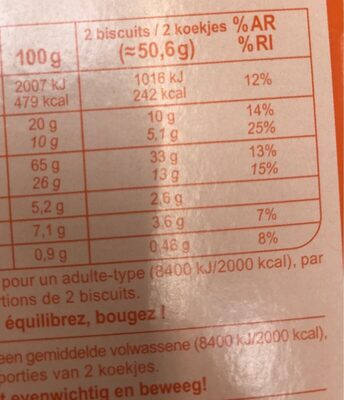 100 g 2 biscuits / 2 koekjes (≈50,6g) %AR %RI
2007 kJ 1016 kJ 12%
479 kcal 242 kcal
20 g 10 g 14%
10 g 5,1 g 25%
65 g 33 g 13%
26 g 13 g 15%
5,2 g 2,6 g
7,1 g 3,6 g 7%
0,9 g 0,46 g 8%
pour un adulte-type (8400 kJ/2000 kcal), par
tions de 2 biscuits.
équilibrez, bougez !
een gemiddelde volwassene (8400 kJ/2000 kcal),
porties van 2 koekjes.
t evenwichtig en beweeg!